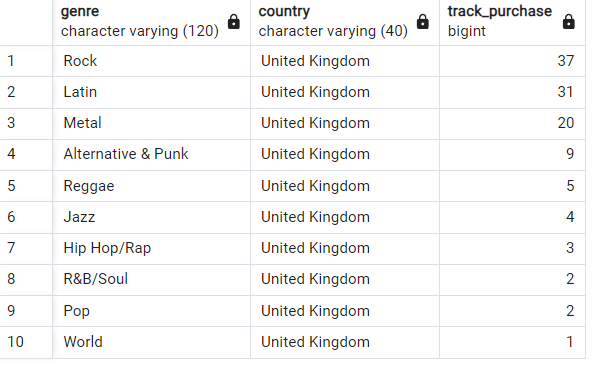 genre country track_purchase
character varying (120) character varying (40) bigint
1 Rock United Kingdom 37
2 Latin United Kingdom 31
3 Metal United Kingdom 20
4 Alternative & Punk United Kingdom 9
5 Reggae United Kingdom 5
6 Jazz United Kingdom 4
7 Hip Hop/Rap United Kingdom 3
8 R&B/Soul United Kingdom 2
9 Pop United Kingdom 2
10 World United Kingdom 1